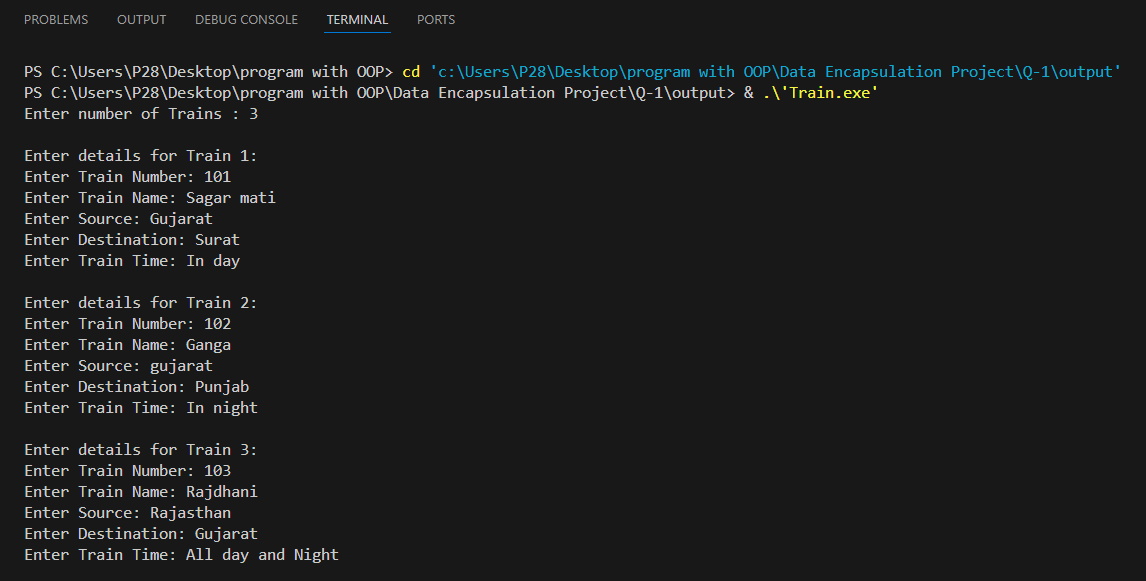 PROBLEMS OUTPUT DEBUG CONSOLE TERMINAL PORTS
PS C:\Users\P28\Desktop\program with OOP> cd 'c:\Users\P28\Desktop\program with OOP\Data Encapsulation Project\Q-1\output'
PS C:\Users\P28\Desktop\program with OOP\Data Encapsulation Project\Q-1\output> & .\'Train.exe'
Enter number of Trains : 3
Enter details for Train 1:
Enter Train Number: 101
Enter Train Name: Sagar mati
Enter Source: Gujarat
Enter Destination: Surat
Enter Train Time: In day
Enter details for Train 2:
Enter Train Number: 102
Enter Train Name: Ganga
Enter Source: gujarat
Enter Destination: Punjab
Enter Train Time: In night
Enter details for Train 3:
Enter Train Number: 103
Enter Train Name: Rajdhani
Enter Source: Rajasthan
Enter Destination: Gujarat
Enter Train Time: All day and Night